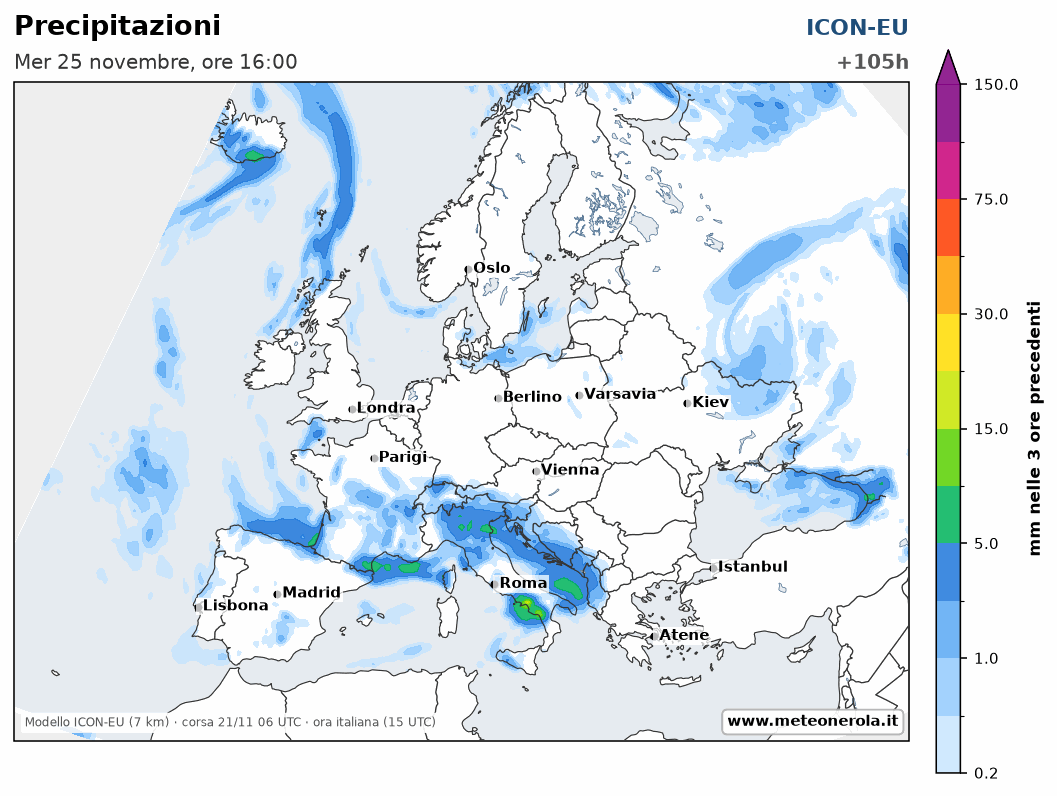 Precipitazioni
ICON-EU
Mer 25 novembre, ore 16:00
+105h
150.0
75.0
30.0
15.0
5.0
1.0
0.2
mm nelle 3 ore precedenti
Oslo
Berlino
Varsavia
Kiev
Londra
Parigi
Vienna
Istanbul
Roma
Madrid
Lisbona
Atene
Modello ICON-EU (7 km) · corsa 21/11 06 UTC · ora italiana (15 UTC)
www.meteonerola.it